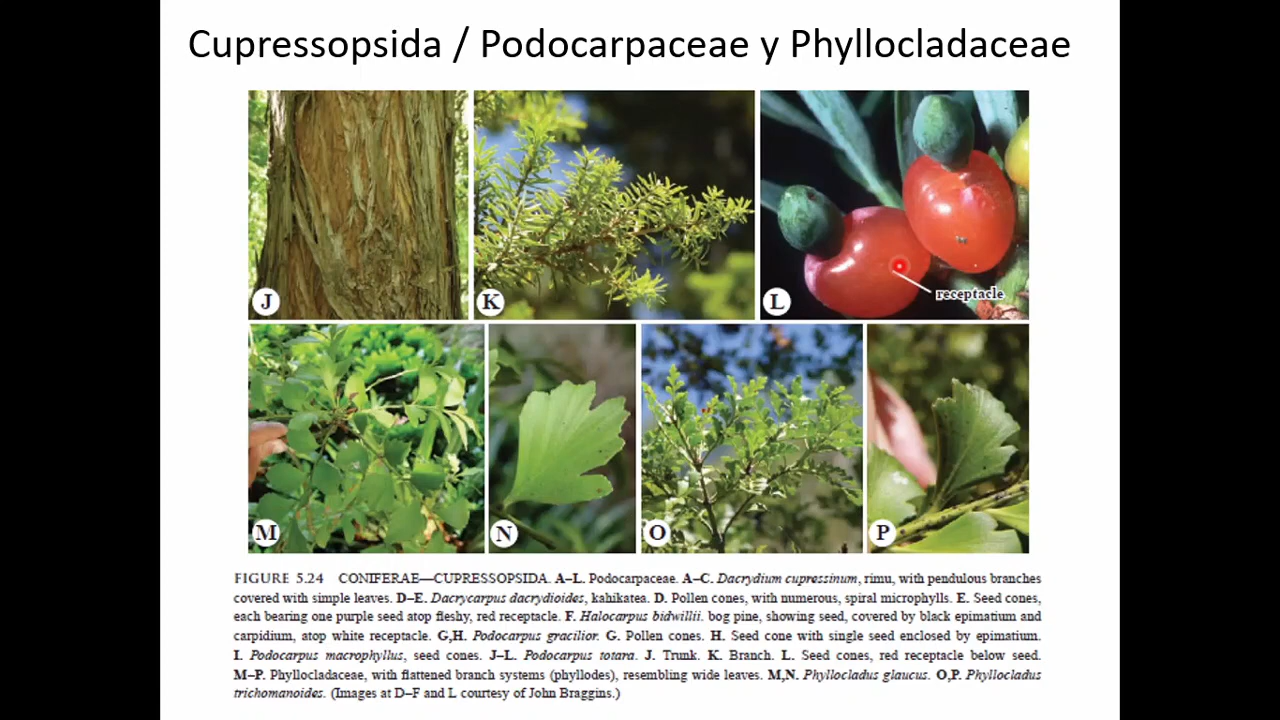 Cupressopsida / Podocarpaceae y Phyllocladaceae
J
K
L
receptacle
M
N
O
P
FIGURE 5.24 CONIFERAE—CUPRESSOPSIDA. A–L. Podocarpaceae. A–C. Dacrydium cupressinum, rimu, with pendulous branches
covered with simple leaves. D–E. Dacrycarpus dacrydioides, kahikatea. D. Pollen cones, with numerous, spiral microphylls. E. Seed cones,
each bearing one purple seed atop fleshy, red receptacle. F. Halocarpus bidwillii. bog pine, showing seed, covered by black epimatium and
carpidium, atop white receptacle. G,H. Podocarpus gracilior. G. Pollen cones. H. Seed cone with single seed enclosed by epimatium.
I. Podocarpus macrophyllus, seed cones. J–L. Podocarpus totara. J. Trunk. K. Branch. L. Seed cones, red receptacle below seed.
M–P. Phyllocladaceae, with flattened branch systems (phyllodes), resembling wide leaves. M,N. Phyllocladus glaucus. O,P. Phyllocladus
trichomanoides. (Images at D–F and L courtesy of John Braggins.)